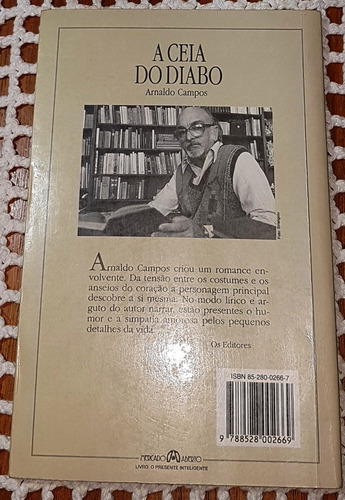 A CEIA
DO DIABO
Arnaldo Campos
Arnaldo Campos criou um romance en-
volvente. Da tensão entre os costumes e os
anseios do coração a personagem principal
descobre a si mesma. No modo lírico e ar-
guto do autor narrar, estão presentes o hu-
mor e a simpatia amorosa pelos pequenos
detalhes da vida
Os Editores
ISBN 85-280-0266-7
9 788528 002669
MERCADO ABERTO
LIVRO: O PRESENTE INTELIGENTE